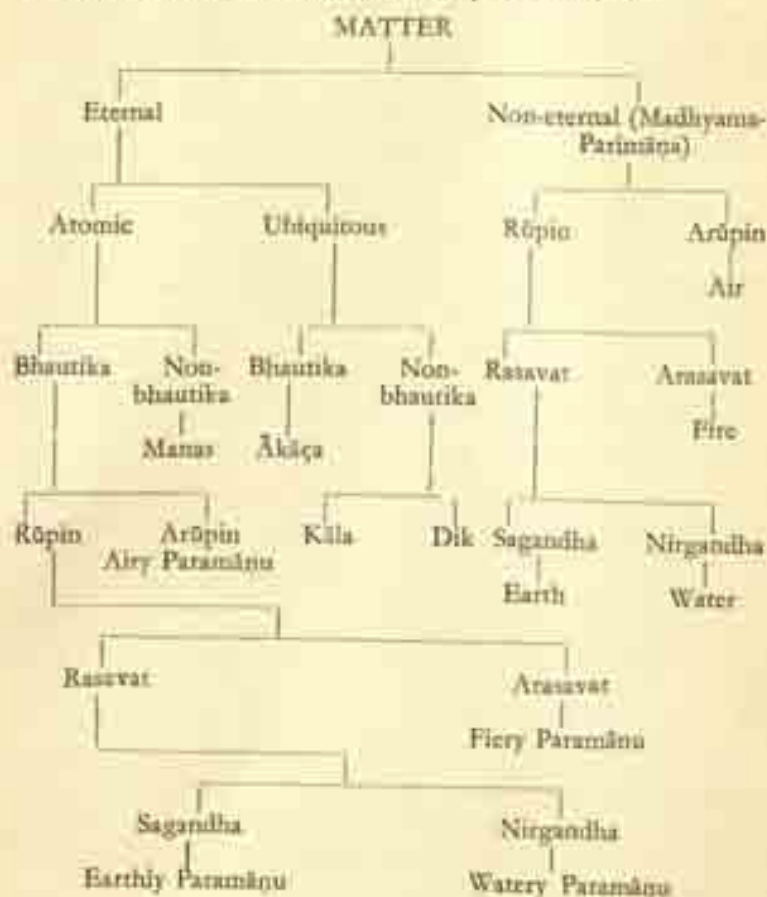 MATTER
Eternal Non-eternal (Madhyama-
Parimāṇa)
Atomic Ubiquitous Rūpin Arūpin
Air
Bhautika Non- Bhautika Non- Rasavat Arasavat
bhautika bhautika
Manas Ākāça Fire
Rūpin Arūpin Kāla Dik Sagandha Nirgandha
Airy Paramāṇu
Earth Water
Rasavat Arasavat
Fiery Paramāṇu
Sagandha Nirgandha
Earthly Paramāṇu Watery Paramāṇu